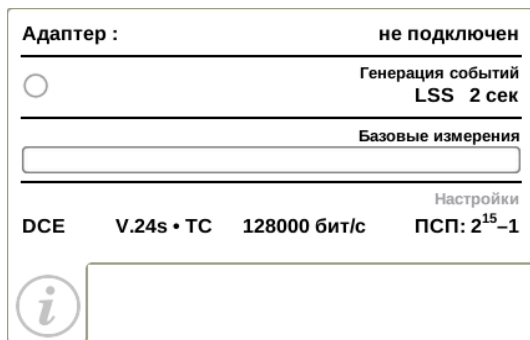 Адаптер : не подключен
Генерация событий
LSS 2 сек
Базовые измерения
Настройки
DCE V.24s • TC 128000 бит/с ПСП: 2¹⁵–1
i